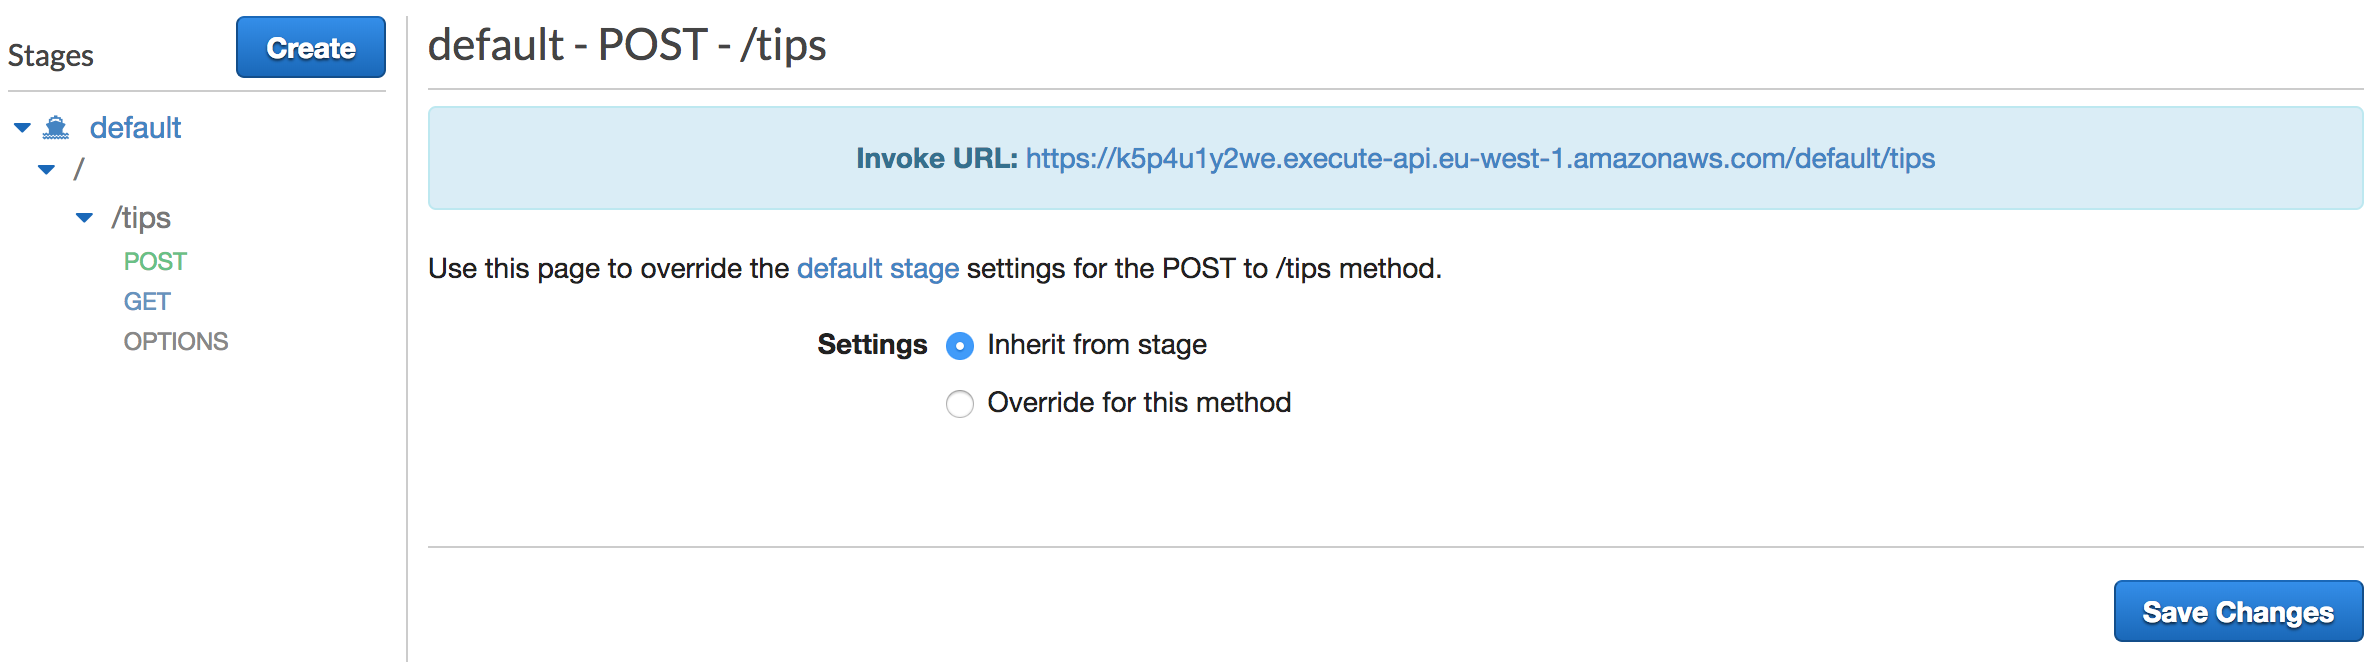 Stages
Create
default
/
/tips
POST
GET
OPTIONS
default - POST - /tips
Invoke URL: https://k5p4u1y2we.execute-api.eu-west-1.amazonaws.com/default/tips
Use this page to override the default stage settings for the POST to /tips method.
Settings
Inherit from stage
Override for this method
Save Changes